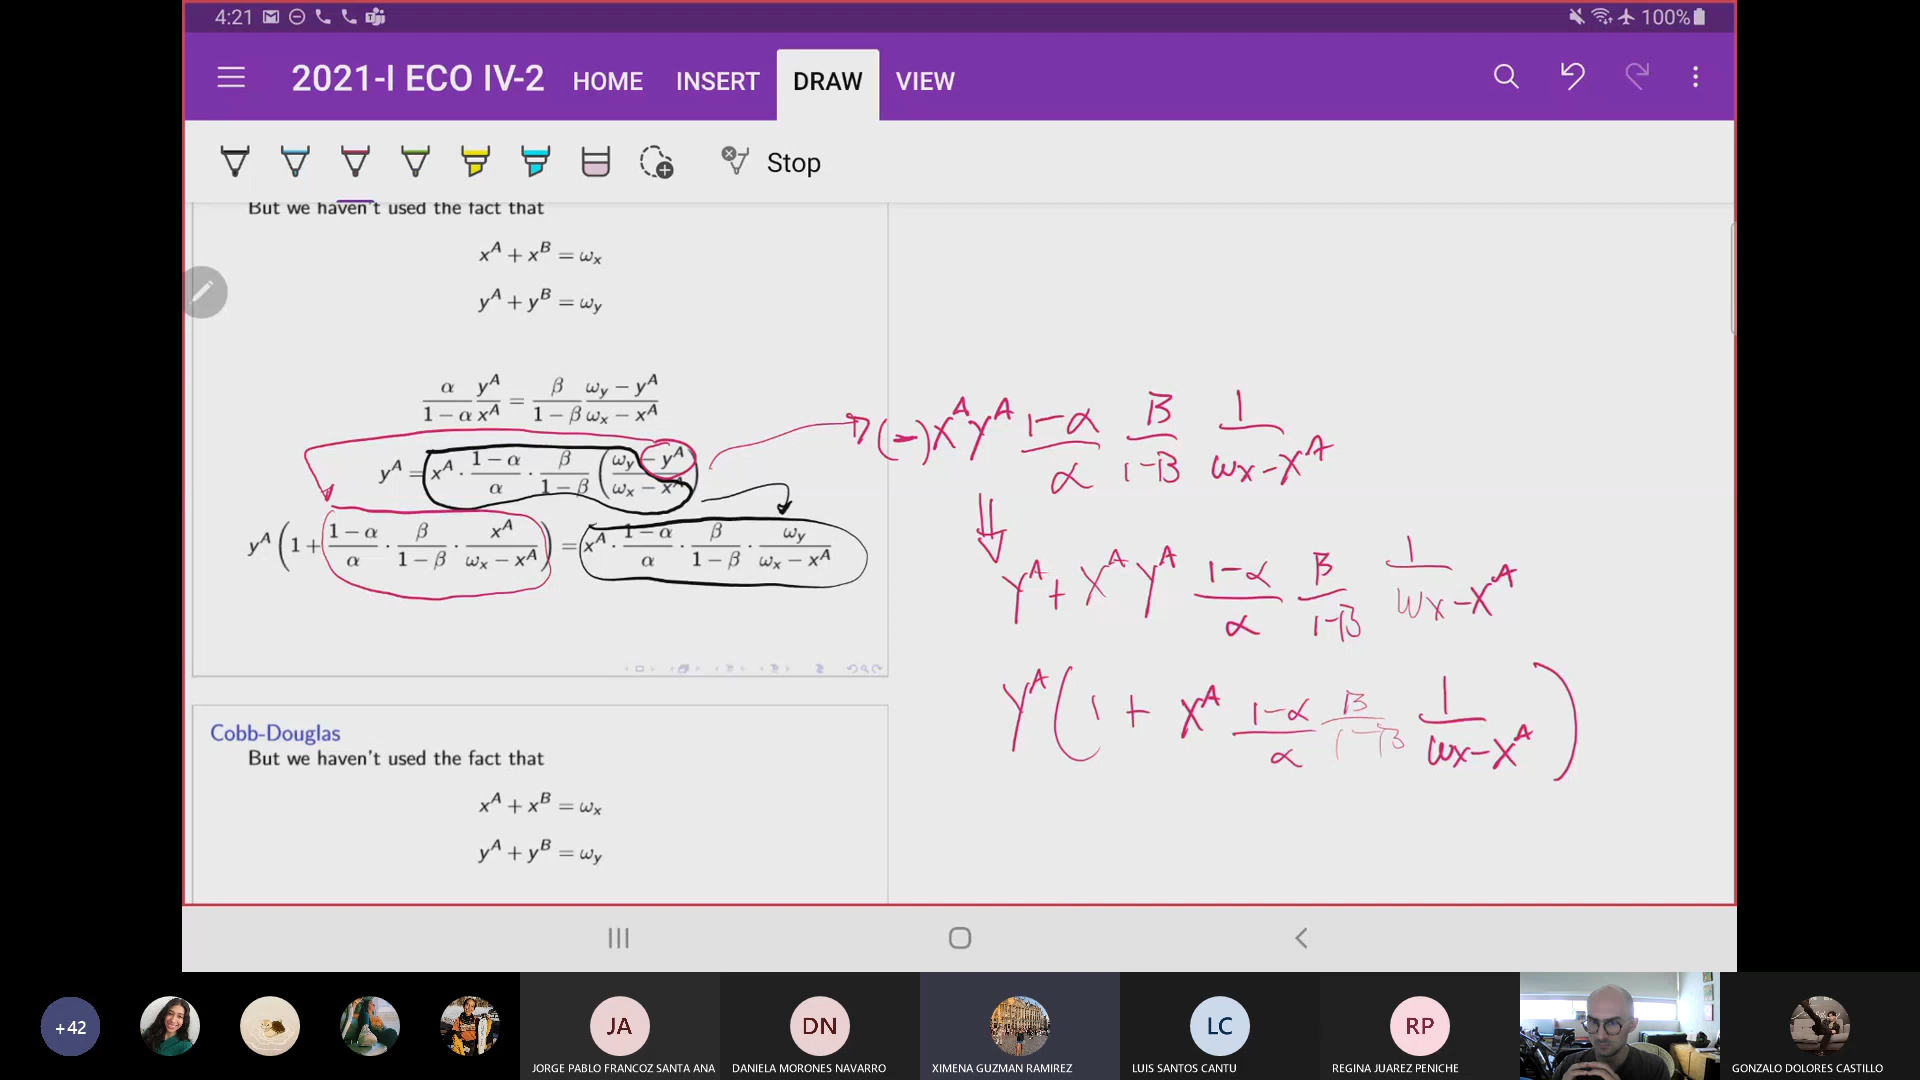 4:21 100%
2021-I ECO IV-2 HOME INSERT DRAW VIEW
Stop
But we haven't used the fact that
x^A + x^B = ω_x
y^A + y^B = ω_y
α/(1 − α) y^A/x^A = β/(1 − β) (ω_y − y^A)/(ω_x − x^A)
y^A = x^A · (1 − α)/α · β/(1 − β) ((ω_y − y^A)/(ω_x − x^A))
y^A (1 + (1 − α)/α · β/(1 − β) · x^A/(ω_x − x^A)) = x^A · (1 − α)/α · β/(1 − β) · ω_y/(ω_x − x^A)
(−) x^A y^A (1−α)/α β/(1−β) 1/(ωx − x^A)
y^A + x^A y^A (1−α)/α β/(1−β) 1/(ωx − x^A)
y^A (1 + x^A (1−α)/α β/(1−β) 1/(ωx − x^A))
Cobb-Douglas
But we haven't used the fact that
x^A + x^B = ω_x
y^A + y^B = ω_y
+42
JA DN LC RP
JORGE PABLO FRANCOZ SANTA ANA DANIELA MORONES NAVARRO XIMENA GUZMAN RAMIREZ LUIS SANTOS CANTU REGINA JUAREZ PENICHE GONZALO DOLORES CASTILLO